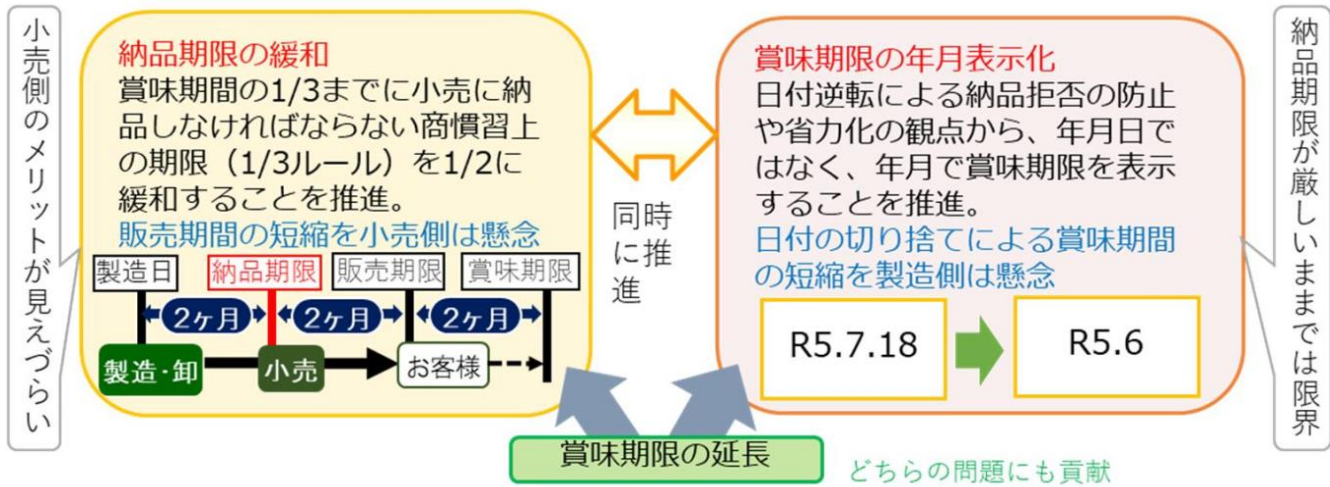 小売側のメリットが見えづらい
納品期限の緩和
賞味期間の1/3までに小売に納
品しなければならない商慣習上
の期限（1/3ルール）を1/2に
緩和することを推進。
販売期間の短縮を小売側は懸念
製造日 納品期限 販売期限 賞味期限
2ヶ月 2ヶ月 2ヶ月
製造・卸 小売 お客様
同時
に推
進
賞味期限の年月表示化
日付逆転による納品拒否の防止
や省力化の観点から、年月日で
はなく、年月で賞味期限を表示
することを推進。
日付の切り捨てによる賞味期間
の短縮を製造側は懸念
R5.7.18 R5.6
納品期限が厳しいままでは限界
賞味期限の延長
どちらの問題にも貢献